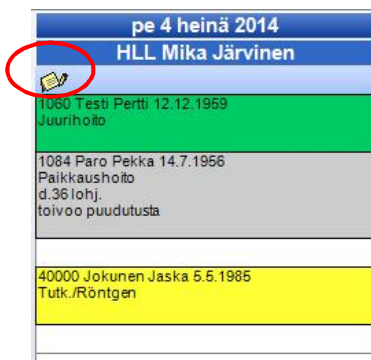 pe 4 heinä 2014
HLL Mika Järvinen
1060 Testi Pertti 12.12.1959
Juurihoito
1084 Paro Pekka 14.7.1956
Paikkaushoito
d.36 lohj.
toivoo puudutusta
40000 Jokunen Jaska 5.5.1985
Tutk./Röntgen